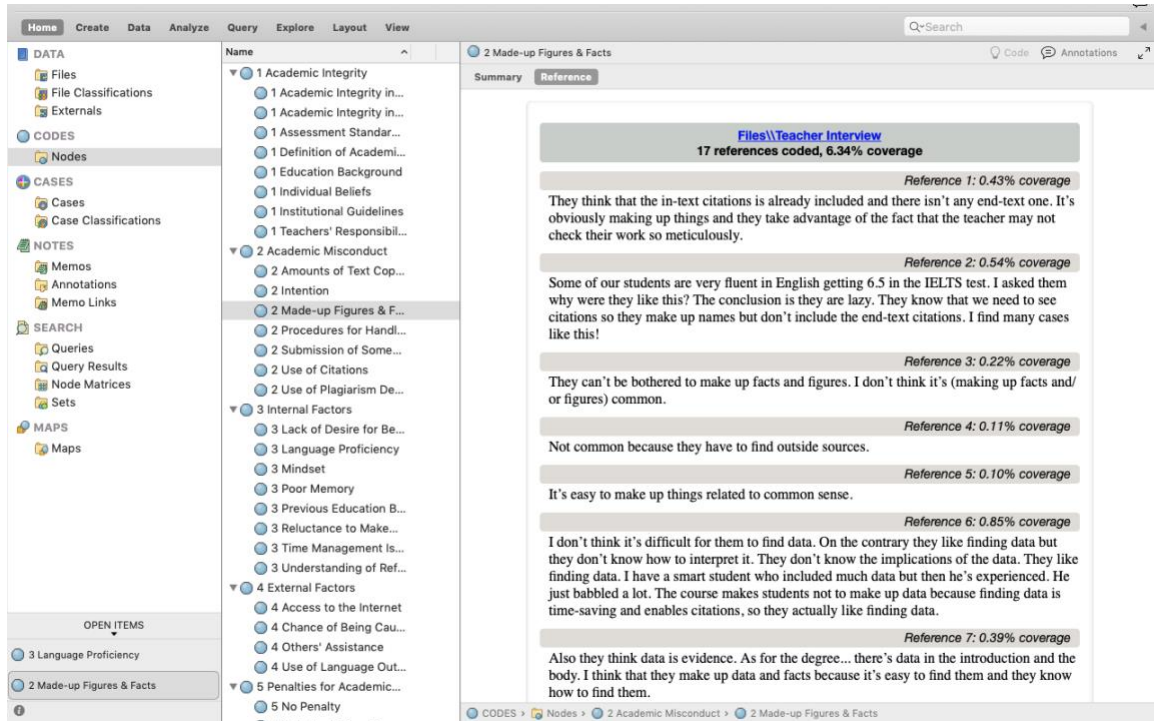 Home Create Data Analyze Query Explore Layout View Search
DATA
Files
File Classifications
Externals
CODES
Nodes
CASES
Cases
Case Classifications
NOTES
Memos
Annotations
Memo Links
SEARCH
Queries
Query Results
Node Matrices
Sets
MAPS
Maps
OPEN ITEMS
3 Language Proficiency
2 Made-up Figures & Facts
Name
1 Academic Integrity
1 Academic Integrity in...
1 Academic Integrity in...
1 Assessment Standar...
1 Definition of Academi...
1 Education Background
1 Individual Beliefs
1 Institutional Guidelines
1 Teachers' Responsibil...
2 Academic Misconduct
2 Amounts of Text Cop...
2 Intention
2 Made-up Figures & F...
2 Procedures for Handl...
2 Submission of Some...
2 Use of Citations
2 Use of Plagiarism De...
3 Internal Factors
3 Lack of Desire for Be...
3 Language Proficiency
3 Mindset
3 Poor Memory
3 Previous Education B...
3 Reluctance to Make...
3 Time Management Is...
3 Understanding of Ref...
4 External Factors
4 Access to the Internet
4 Chance of Being Cau...
4 Others' Assistance
4 Use of Language Out...
5 Penalties for Academic...
5 No Penalty
2 Made-up Figures & Facts Code Annotations
Summary Reference
Files\\Teacher Interview
17 references coded, 6.34% coverage
Reference 1: 0.43% coverage
They think that the in-text citations is already included and there isn't any end-text one. It's
obviously making up things and they take advantage of the fact that the teacher may not
check their work so meticulously.
Reference 2: 0.54% coverage
Some of our students are very fluent in English getting 6.5 in the IELTS test. I asked them
why were they like this? The conclusion is they are lazy. They know that we need to see
citations so they make up names but don't include the end-text citations. I find many cases
like this!
Reference 3: 0.22% coverage
They can't be bothered to make up facts and figures. I don't think it's (making up facts and/
or figures) common.
Reference 4: 0.11% coverage
Not common because they have to find outside sources.
Reference 5: 0.10% coverage
It's easy to make up things related to common sense.
Reference 6: 0.85% coverage
I don't think it's difficult for them to find data. On the contrary they like finding data but
they don't know how to interpret it. They don't know the implications of the data. They like
finding data. I have a smart student who included much data but then he's experienced. He
just babbled a lot. The course makes students not to make up data because finding data is
time-saving and enables citations, so they actually like finding data.
Reference 7: 0.39% coverage
Also they think data is evidence. As for the degree... there's data in the introduction and the
body. I think that they make up data and facts because it's easy to find them and they know
how to find them.
CODES › Nodes › 2 Academic Misconduct › 2 Made-up Figures & Facts